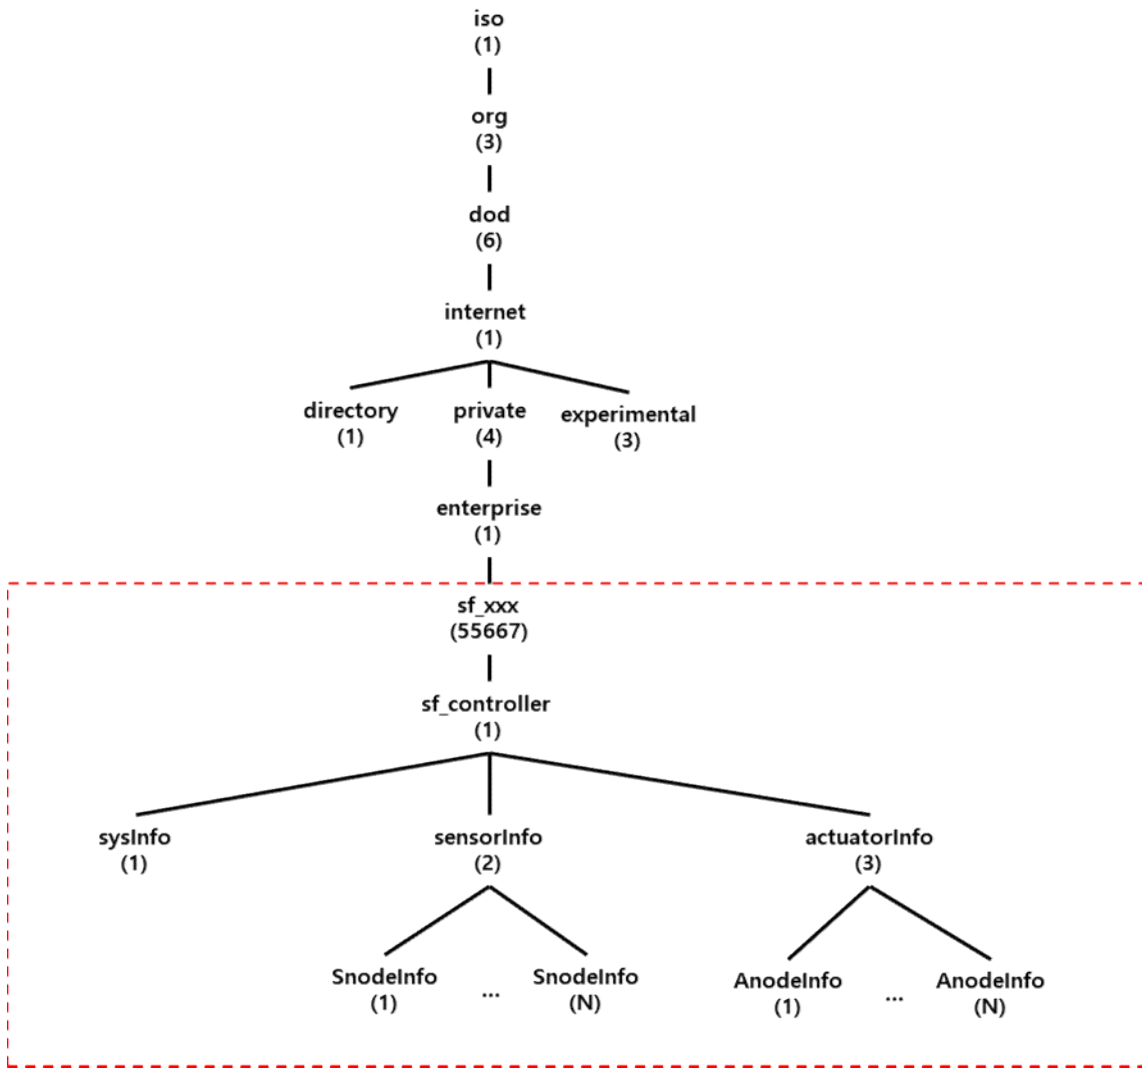 iso
(1)
org
(3)
dod
(6)
internet
(1)
directory
(1)
private
(4)
experimental
(3)
enterprise
(1)
sf_xxx
(55667)
sf_controller
(1)
sysInfo
(1)
sensorInfo
(2)
actuatorInfo
(3)
SnodeInfo
(1)
...
SnodeInfo
(N)
AnodeInfo
(1)
...
AnodeInfo
(N)